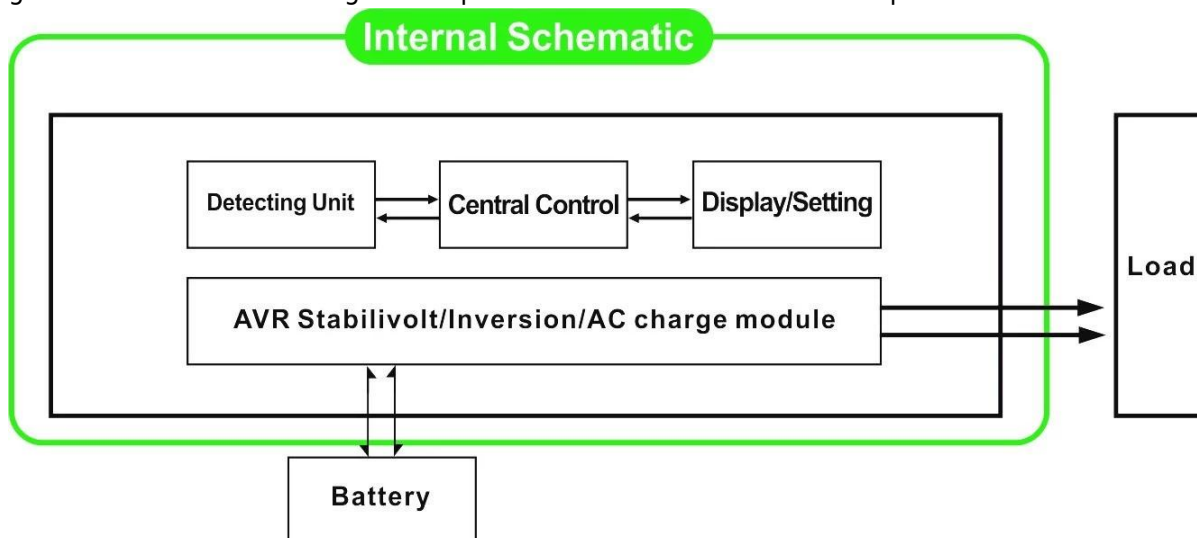 Internal Schematic
Detecting Unit
Central Control
Display/Setting
AVR Stabilivolt/Inversion/AC charge module
Load
Battery